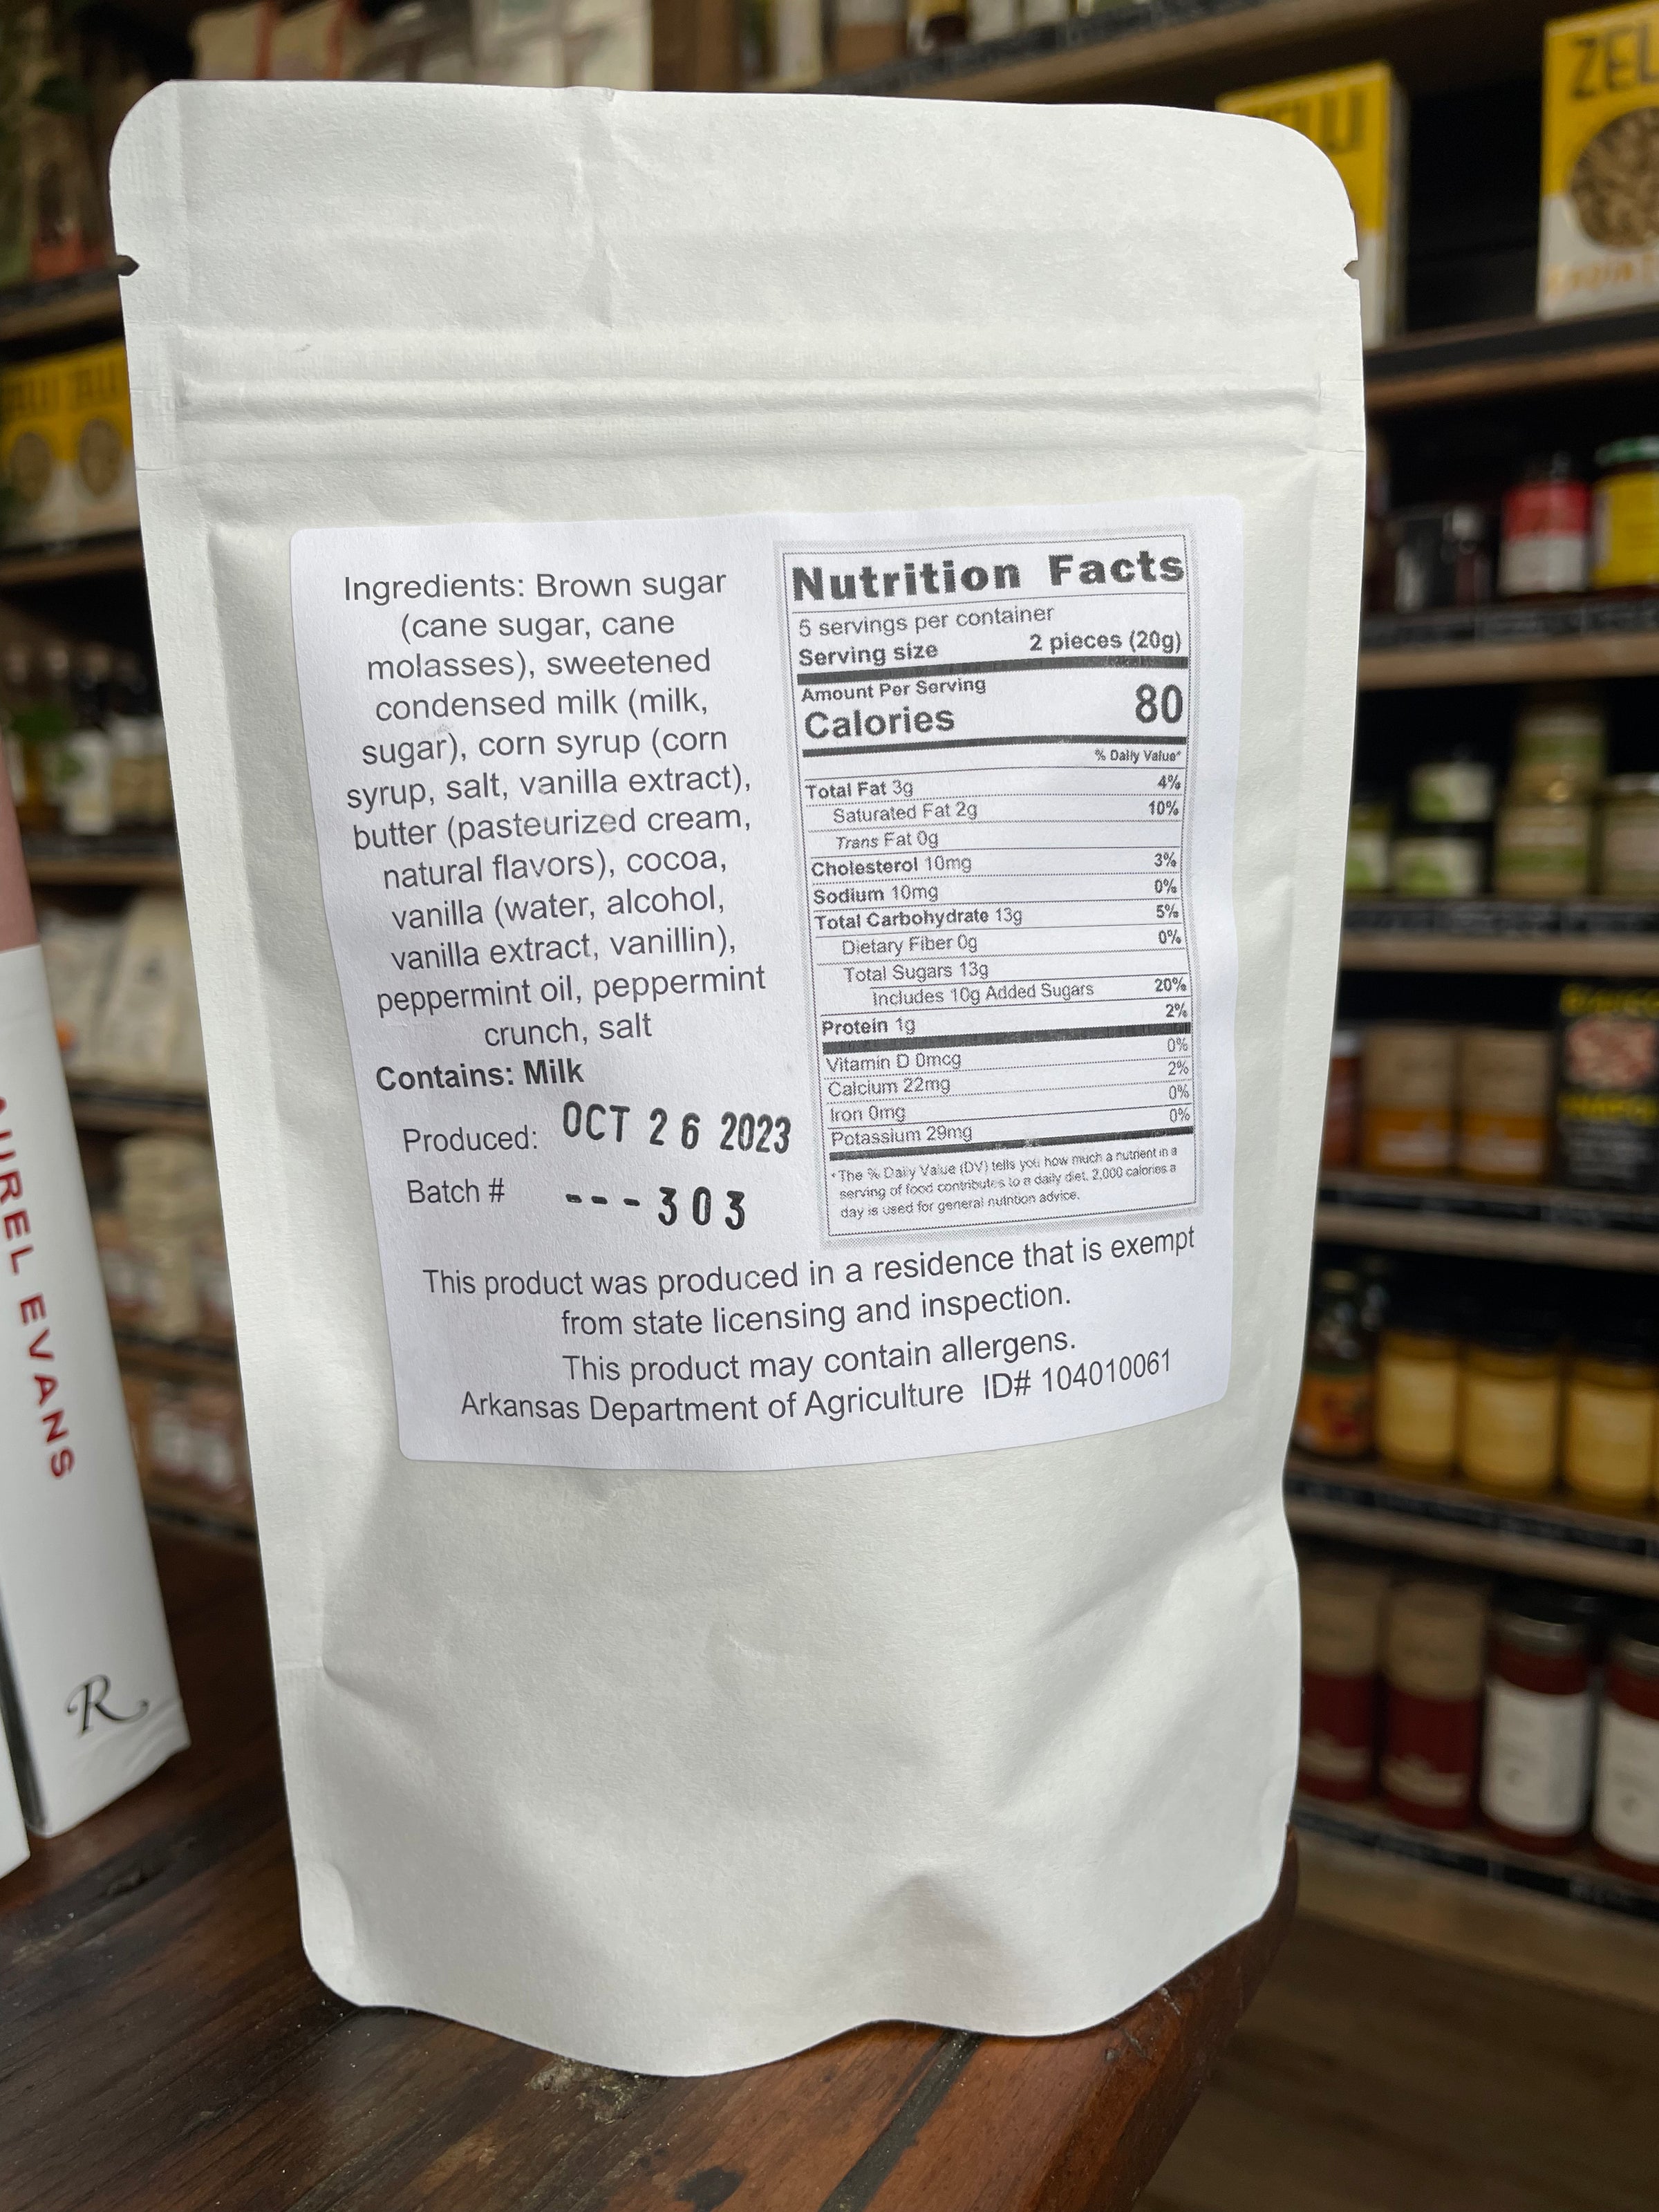 Ingredients: Brown sugar
(cane sugar, cane
molasses), sweetened
condensed milk (milk,
sugar), corn syrup (corn
syrup, salt, vanilla extract),
butter (pasteurized cream,
natural flavors), cocoa,
vanilla (water, alcohol,
vanilla extract, vanillin),
peppermint oil, peppermint
crunch, salt
Contains: Milk
Produced: OCT 26 2023
Batch # ---303
Nutrition Facts
5 servings per container
Serving size 2 pieces (20g)
Amount Per Serving
Calories 80
% Daily Value*
Total Fat 3g 4%
Saturated Fat 2g 10%
Trans Fat 0g
Cholesterol 10mg 3%
Sodium 10mg 0%
Total Carbohydrate 13g 5%
Dietary Fiber 0g 0%
Total Sugars 13g
Includes 10g Added Sugars 20%
Protein 1g 2%
Vitamin D 0mcg 0%
Calcium 22mg 2%
Iron 0mg 0%
Potassium 29mg 0%
*The % Daily Value (DV) tells you how much a nutrient in a
serving of food contributes to a daily diet. 2,000 calories a
day is used for general nutrition advice.
This product was produced in a residence that is exempt
from state licensing and inspection.
This product may contain allergens.
Arkansas Department of Agriculture ID# 104010061
EVANS
R